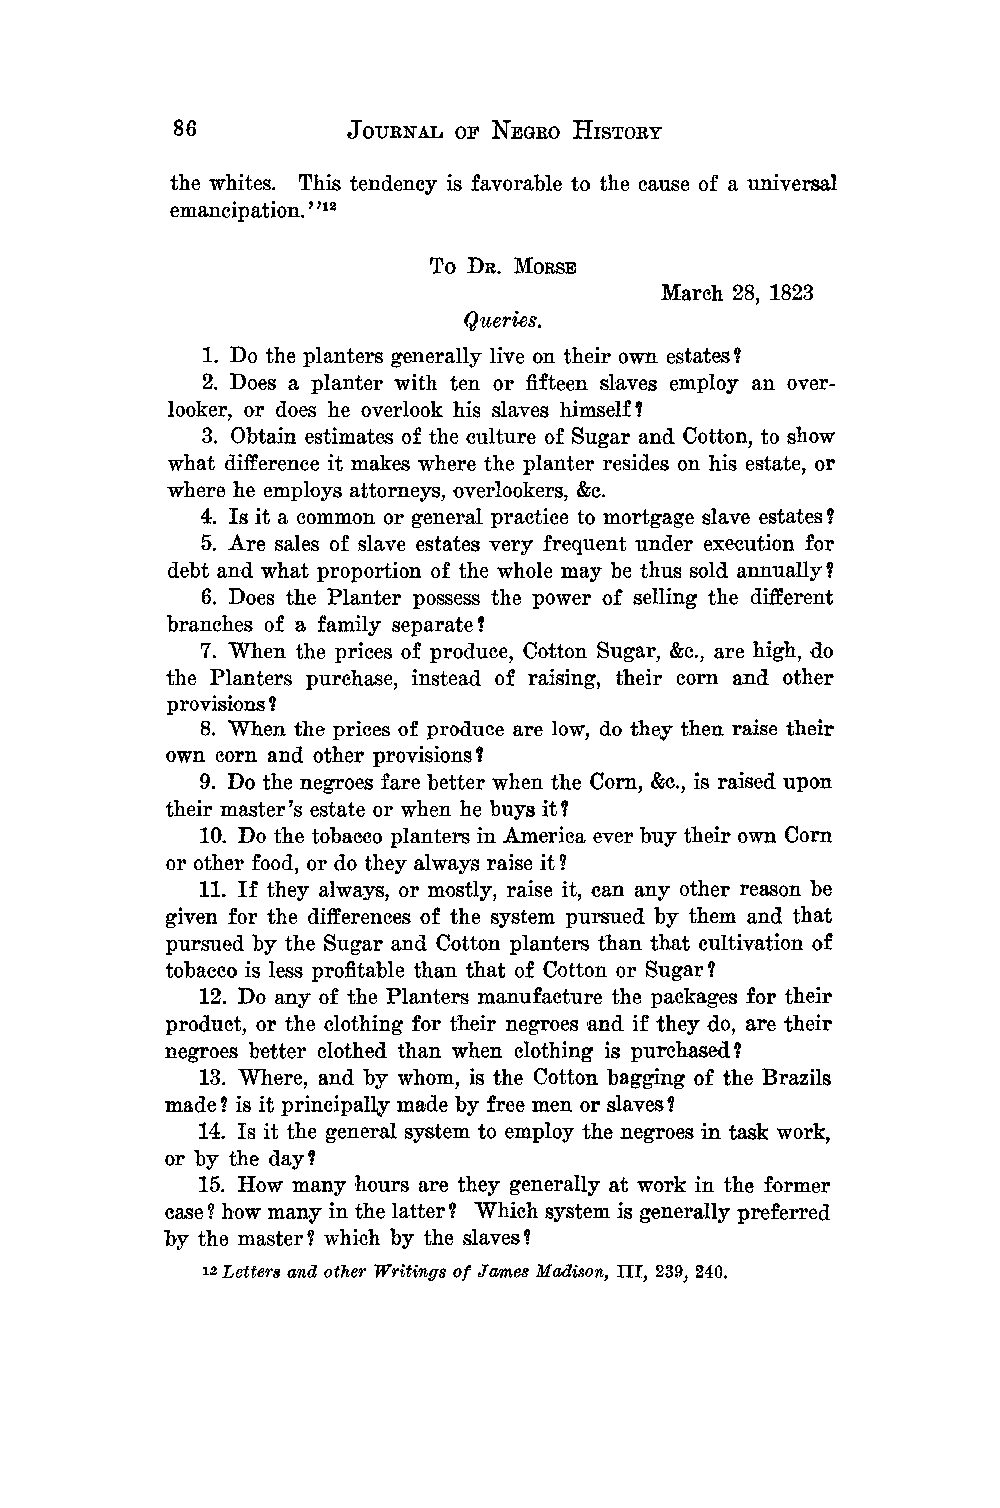 86 JOURNAL OF NEGRO HISTORY
the whites. This tendency is favorable to the cause of a universal
emancipation.''12
TO DR. MORSE
March 28, 1823
Queries.
1. Do the planters generally live on their own estates?
2. Does a planter with ten or fifteen slaves employ an over-
looker, or does he overlook his slaves himself?
3. Obtain estimates of the culture of Sugar and Cotton, to show
what difference it makes where the planter resides on his estate, or
where he employs attorneys, overlookers, &c.
4. Is it a common or general practice to mortgage slave estates?
5. Are sales of slave estates very frequent under execution for
debt and what proportion of the whole may be thus sold annually?
6. Does the Planter possess the power of selling the different
branches of a family separate?
7. When the prices of produce, Cotton Sugar, &c., are high, do
the Planters purchase, instead of raising, their corn and other
provisions?
8. When the prices of produce are low, do they then raise their
own corn and other provisions?
9. Do the negroes fare better when the Corn, &c., is raised upon
their master's estate or when he buys it?
10. Do the tobacco planters in America ever buy their own Corn
or other food, or do they always raise it?
11. If they always, or mostly, raise it, can any other reason be
given for the differences of the system pursued by them and that
pursued by the Sugar and Cotton planters than that cultivation of
tobacco is less profitable than that of Cotton or Sugar?
12. Do any of the Planters manufacture the packages for their
product, or the clothing for their negroes and if they do, are their
negroes better clothed than when clothing is purchased?
13. Where, and by whom, is the Cotton bagging of the Brazils
made? is it principally made by free men or slaves?
14. Is it the general system to employ the negroes in task work,
or by the day?
15. How many hours are they generally at work in the former
case? how many in the latter? Which system is generally preferred
by the master? which by the slaves?
12 Letters and other Writings of James Madison, III, 239, 240.